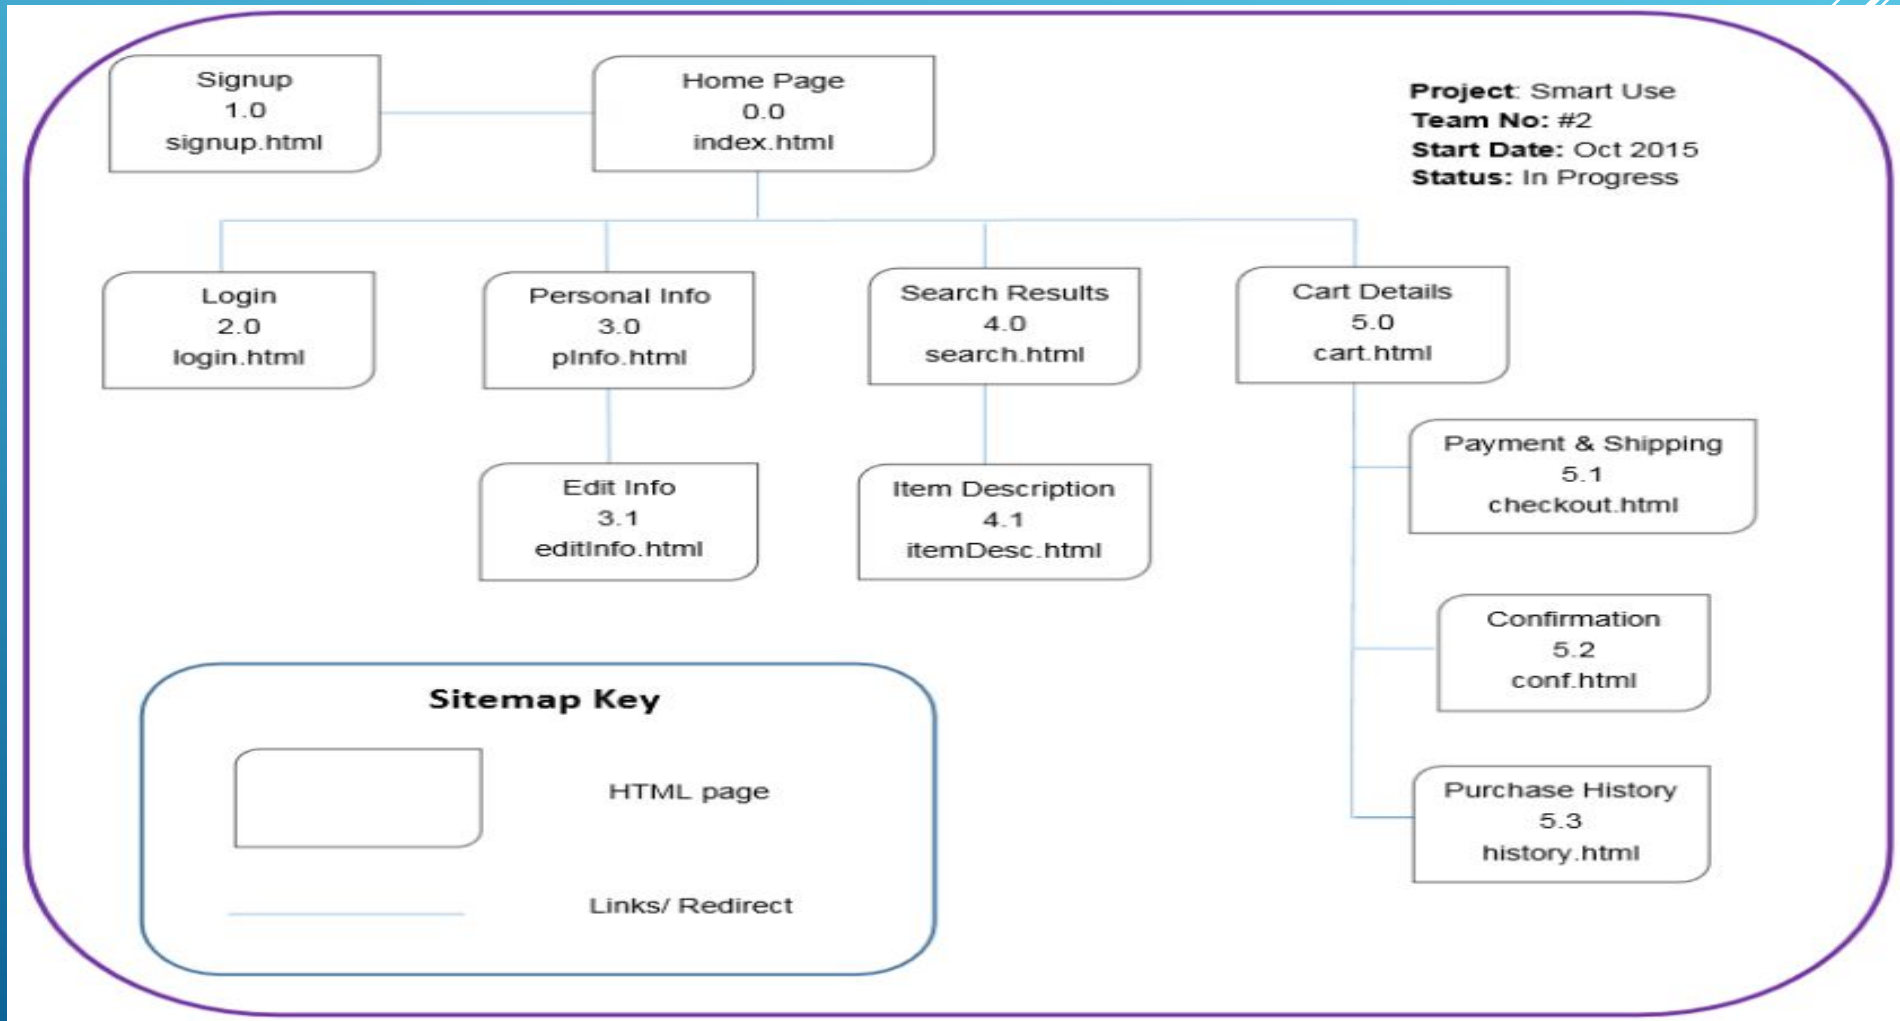 Signup
1.0
signup.html
Home Page
0.0
index.html
Project: Smart Use
Team No: #2
Start Date: Oct 2015
Status: In Progress
Login
2.0
login.html
Personal Info
3.0
pInfo.html
Search Results
4.0
search.html
Cart Details
5.0
cart.html
Edit Info
3.1
editInfo.html
Item Description
4.1
itemDesc.html
Payment & Shipping
5.1
checkout.html
Confirmation
5.2
conf.html
Purchase History
5.3
history.html
Sitemap Key
HTML page
Links/ Redirect